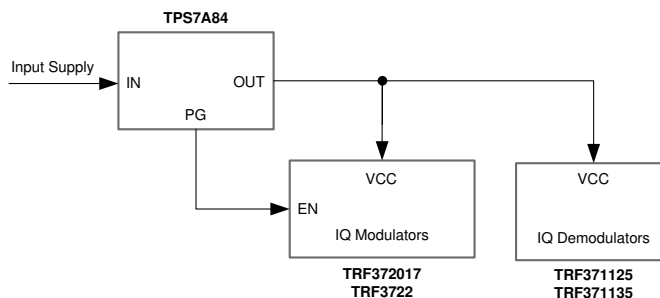 TPS7A84
Input Supply
IN
OUT
PG
VCC
EN
IQ Modulators
TRF372017
TRF3722
VCC
IQ Demodulators
TRF371125
TRF371135